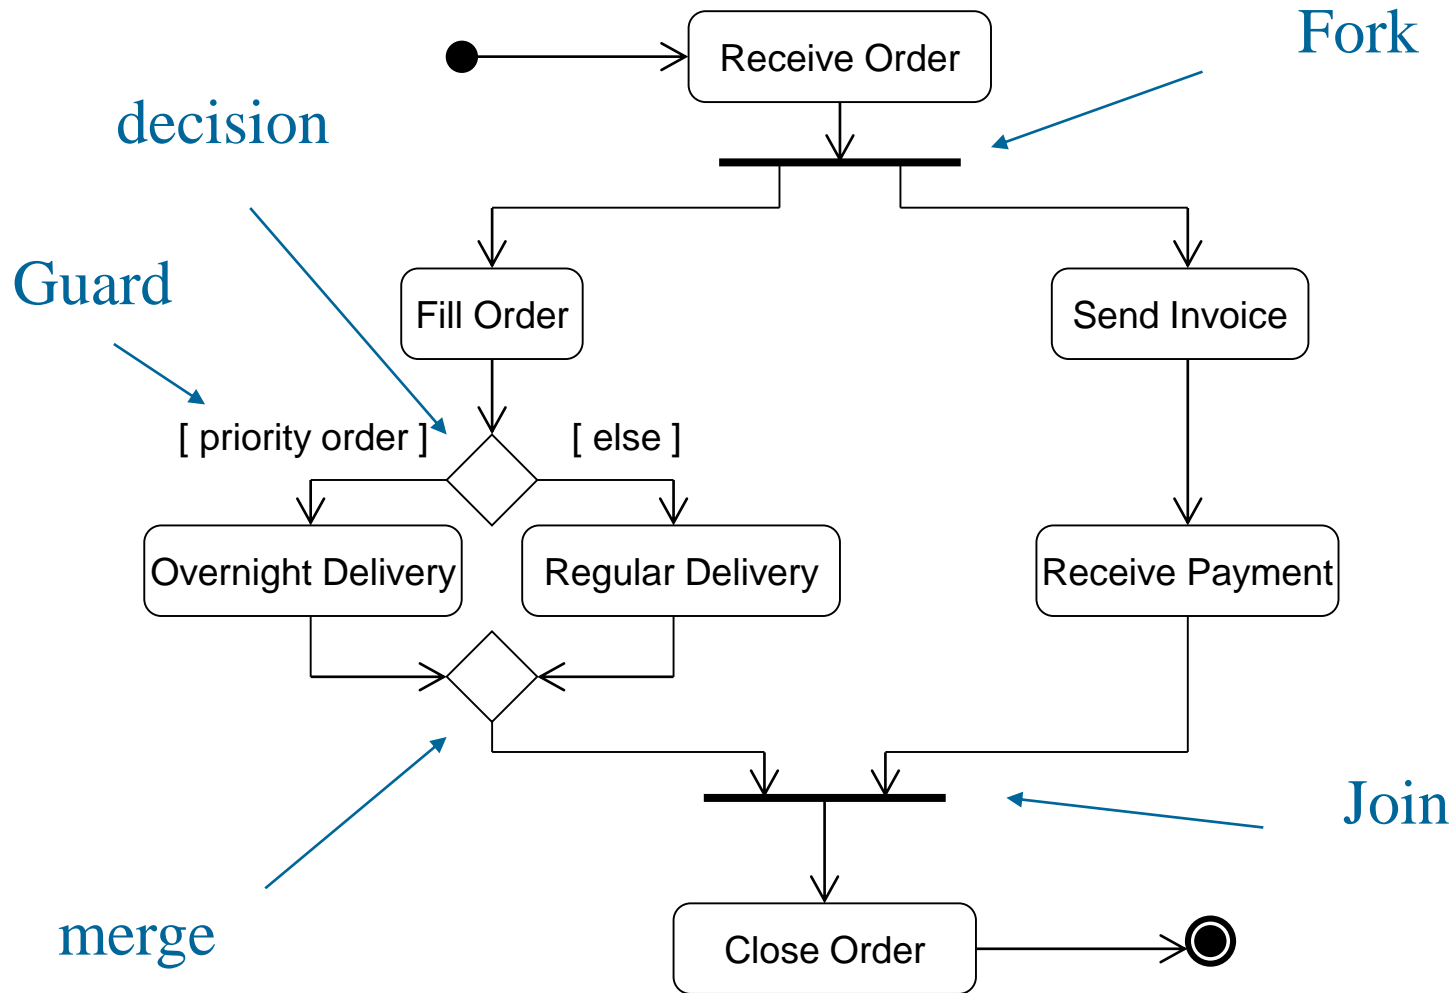 Fork
Receive Order
decision
Guard
Fill Order
Send Invoice
[ priority order ]
[ else ]
Overnight Delivery
Regular Delivery
Receive Payment
Join
merge
Close Order